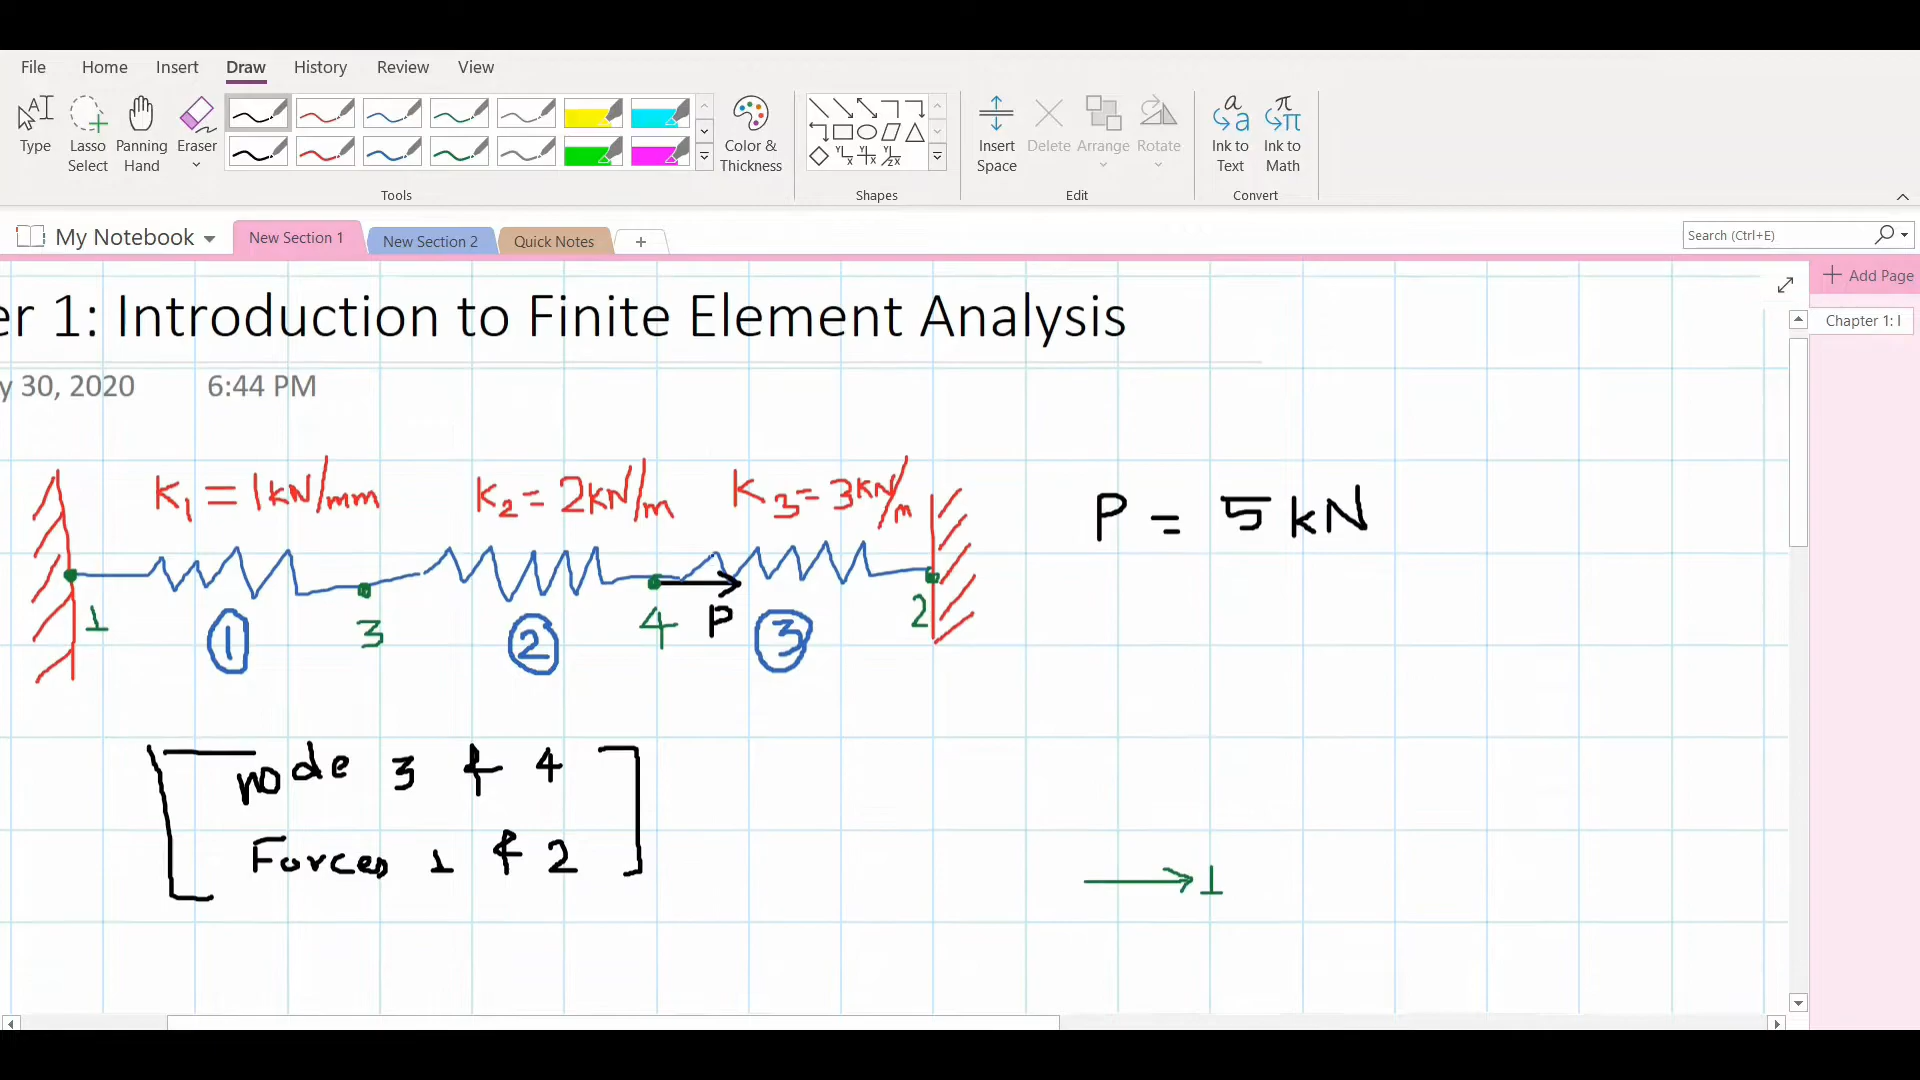 File Home Insert Draw History Review View
Type
Lasso Select
Panning Hand
Eraser
Color & Thickness
Insert Space
Delete
Arrange
Rotate
a
a
Ink to Text
π
π
Ink to Math
Tools
Shapes
Edit
Convert
My Notebook
New Section 1
New Section 2
Quick Notes
+
Search (Ctrl+E)
Add Page
Chapter 1: I
er 1: Introduction to Finite Element Analysis
y 30, 2020 6:44 PM
K1 = 1kN/mm
K2 = 2kN/m
K3 = 3kN/m
P = 5 kN
1 3 4 P 2
1 2 3
node 3 & 4
Forces 1 & 2
1